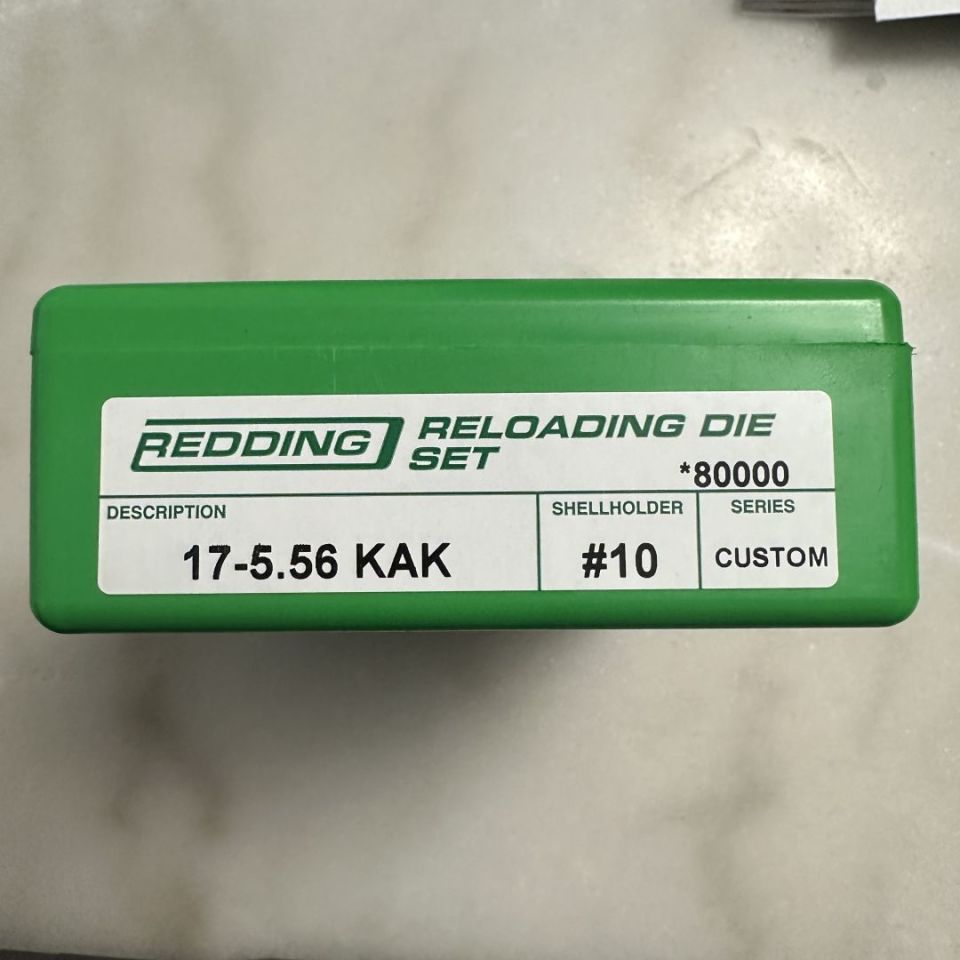 REDDING RELOADING DIE
SET
*80000
DESCRIPTION SHELLHOLDER SERIES
17-5.56 KAK #10 CUSTOM